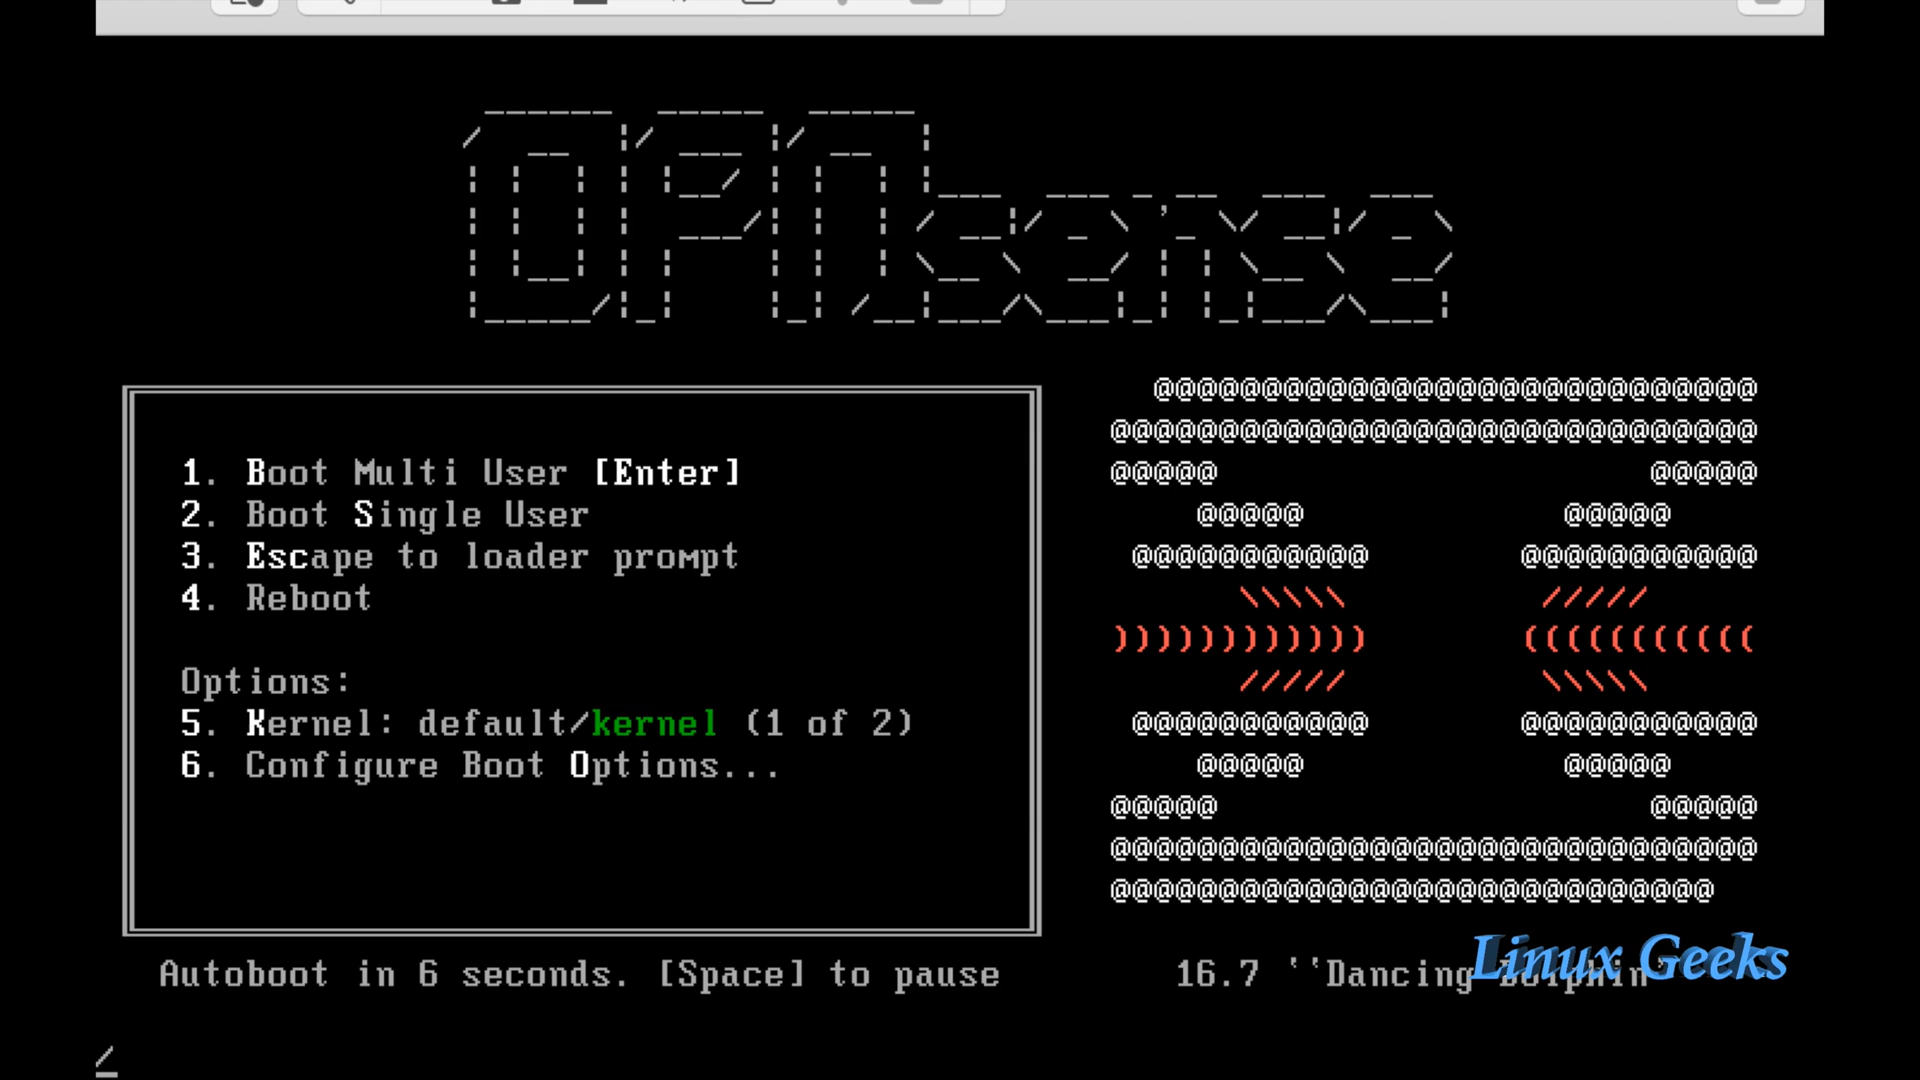 OPNsense
1. Boot Multi User [Enter]
2. Boot Single User
3. Escape to loader prompt
4. Reboot
Options:
5. Kernel: default/kernel (1 of 2)
6. Configure Boot Options...
Autoboot in 6 seconds. [Space] to pause
16.7 ``Dancing Dolphin''
Linux Geeks